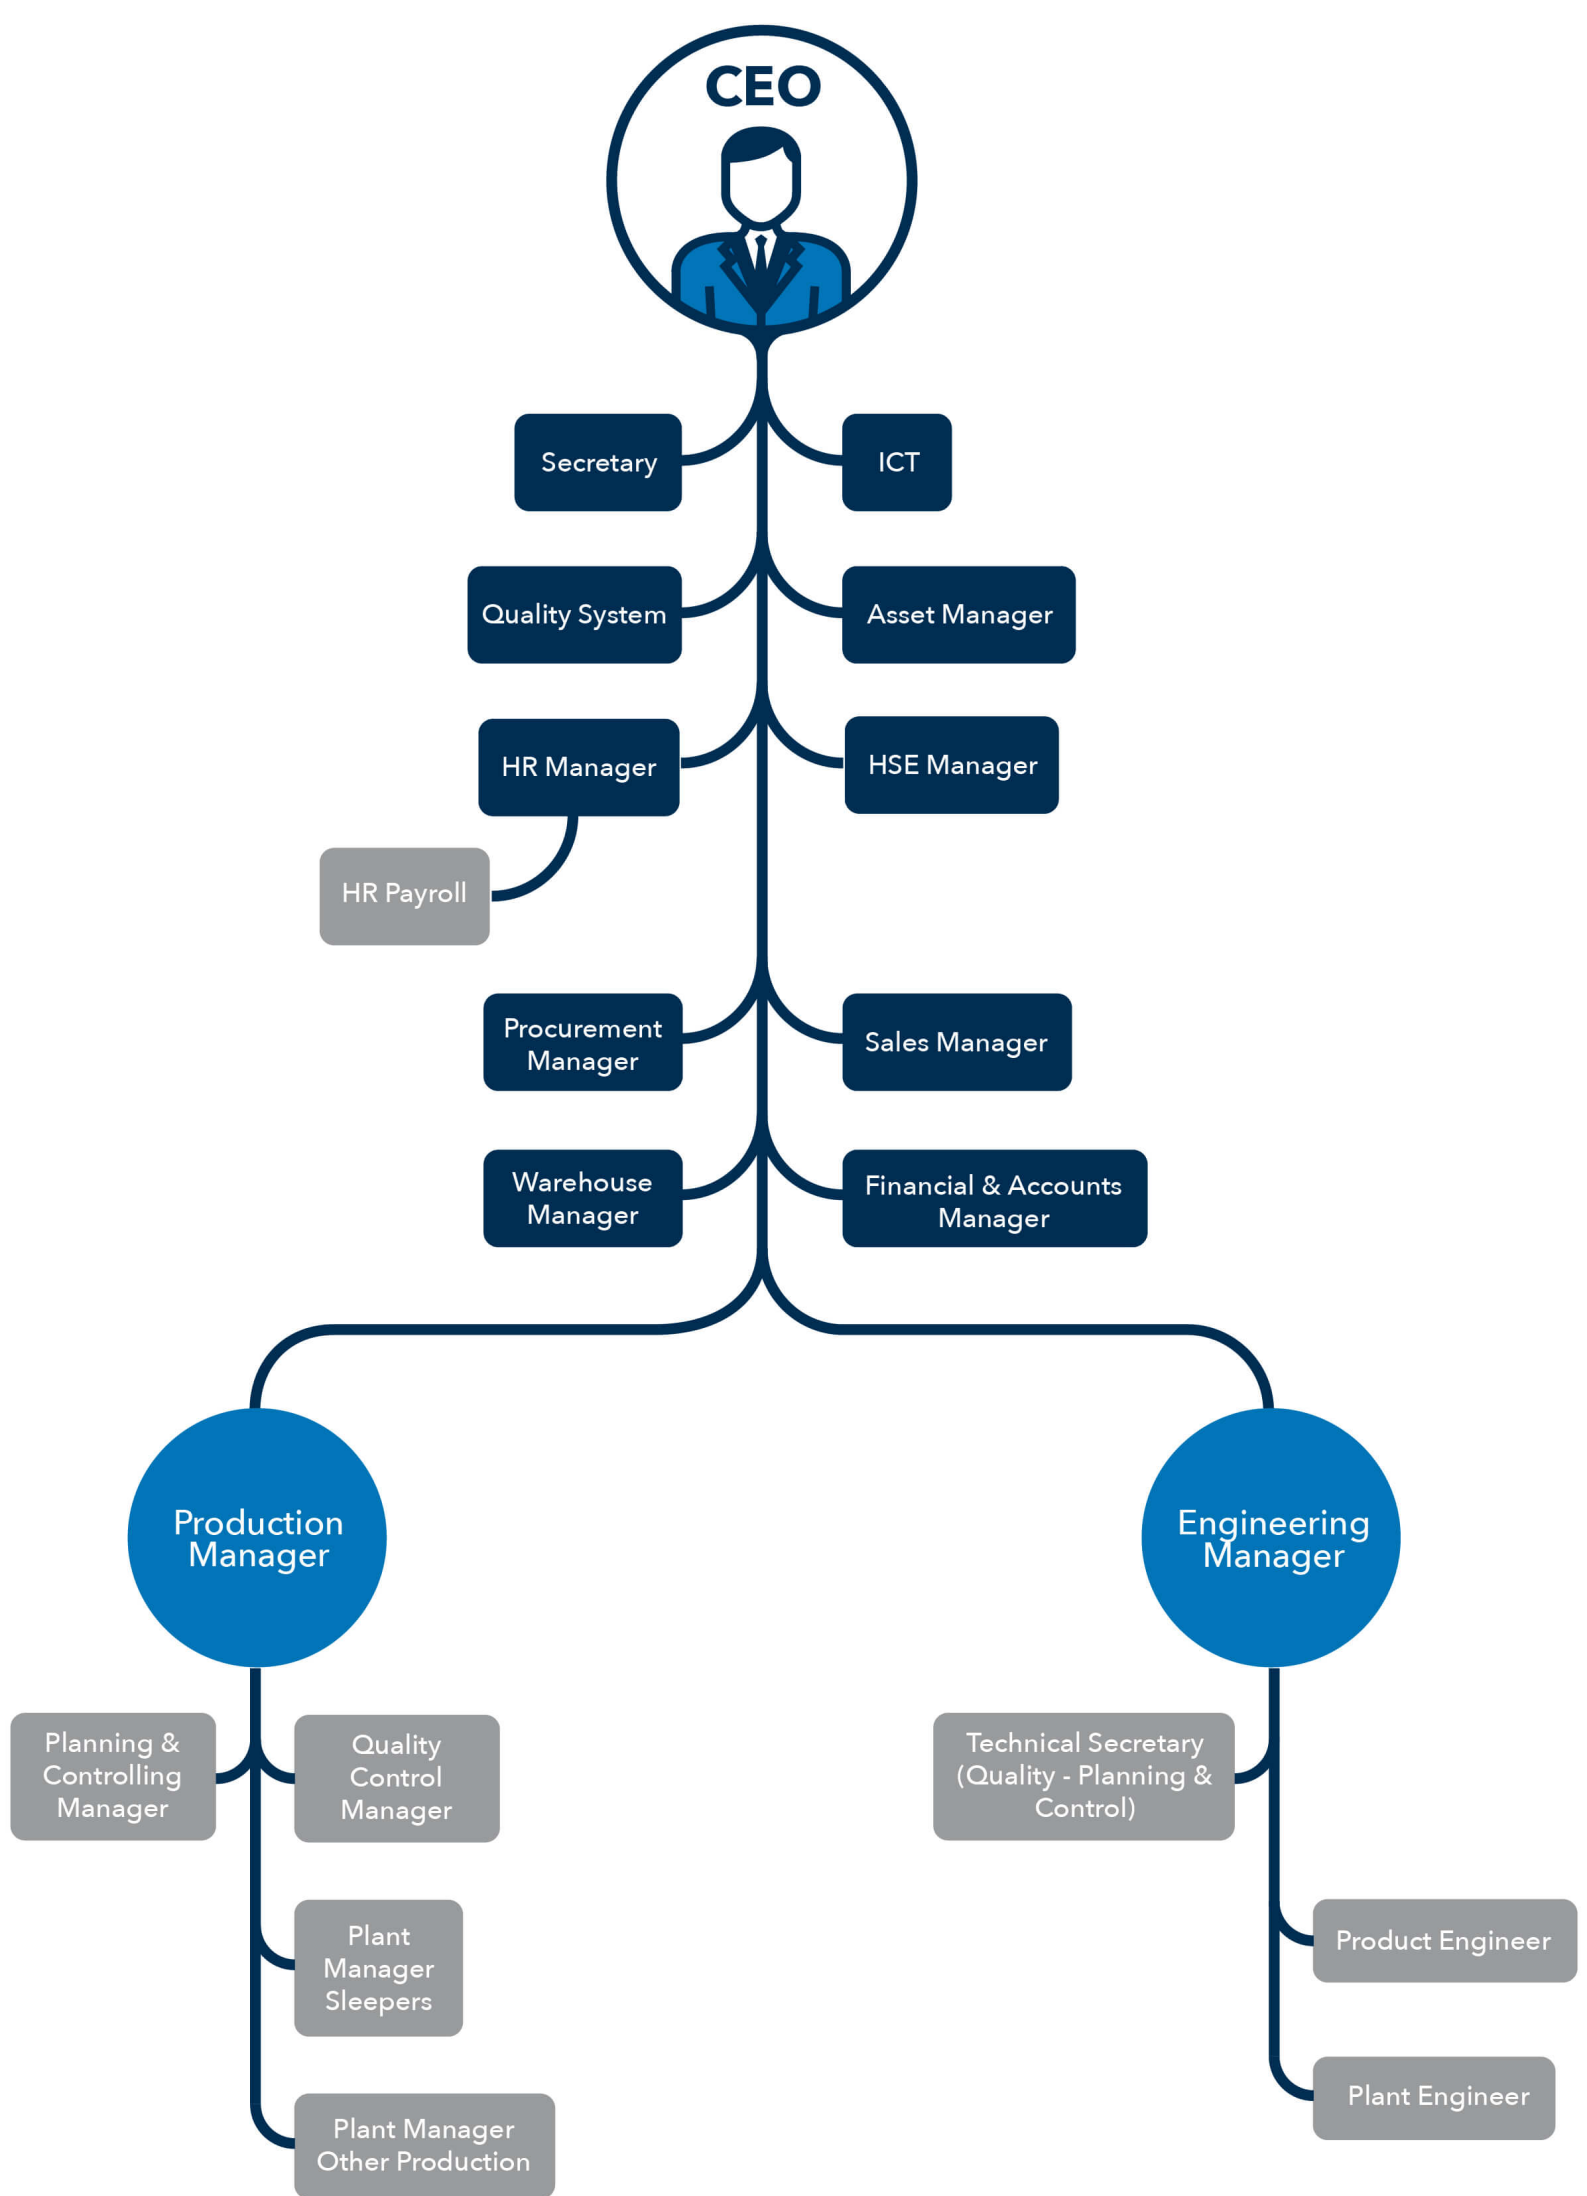 CEO
Secretary
ICT
Quality System
Asset Manager
HR Manager
HSE Manager
HR Payroll
Procurement
Manager
Sales Manager
Warehouse
Manager
Financial & Accounts
Manager
Production
Manager
Engineering
Manager
Planning &
Controlling
Manager
Quality
Control
Manager
Technical Secretary
(Quality - Planning &
Control)
Plant
Manager
Sleepers
Product Engineer
Plant Engineer
Plant Manager
Other Production